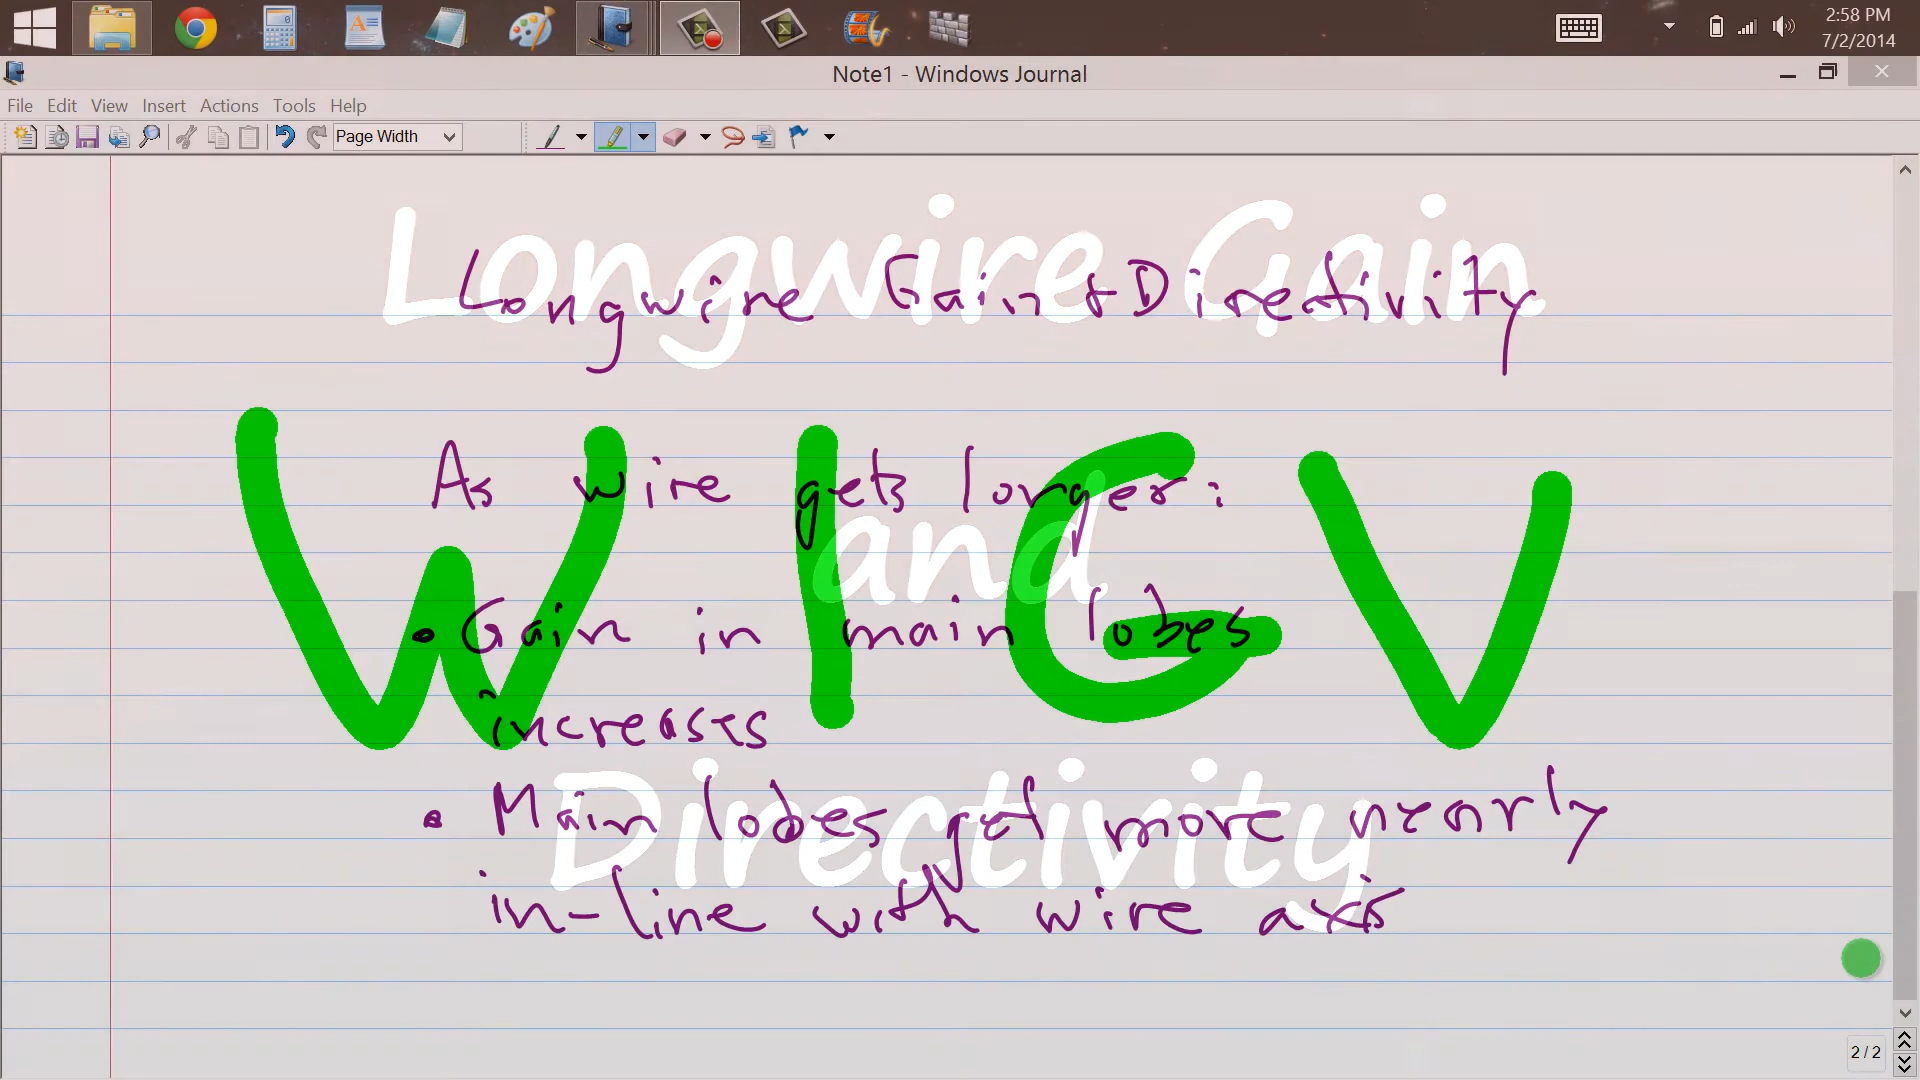 2:58 PM
7/2/2014
Note1 - Windows Journal
File Edit View Insert Actions Tools Help
Page Width
Longwire Gain
and
Directivity
Longwire Gain & Directivity
W1GV
As wire gets longer:
• Gain in main lobes
increases
• Main lobes get more nearly
in-line with wire axis
2 / 2